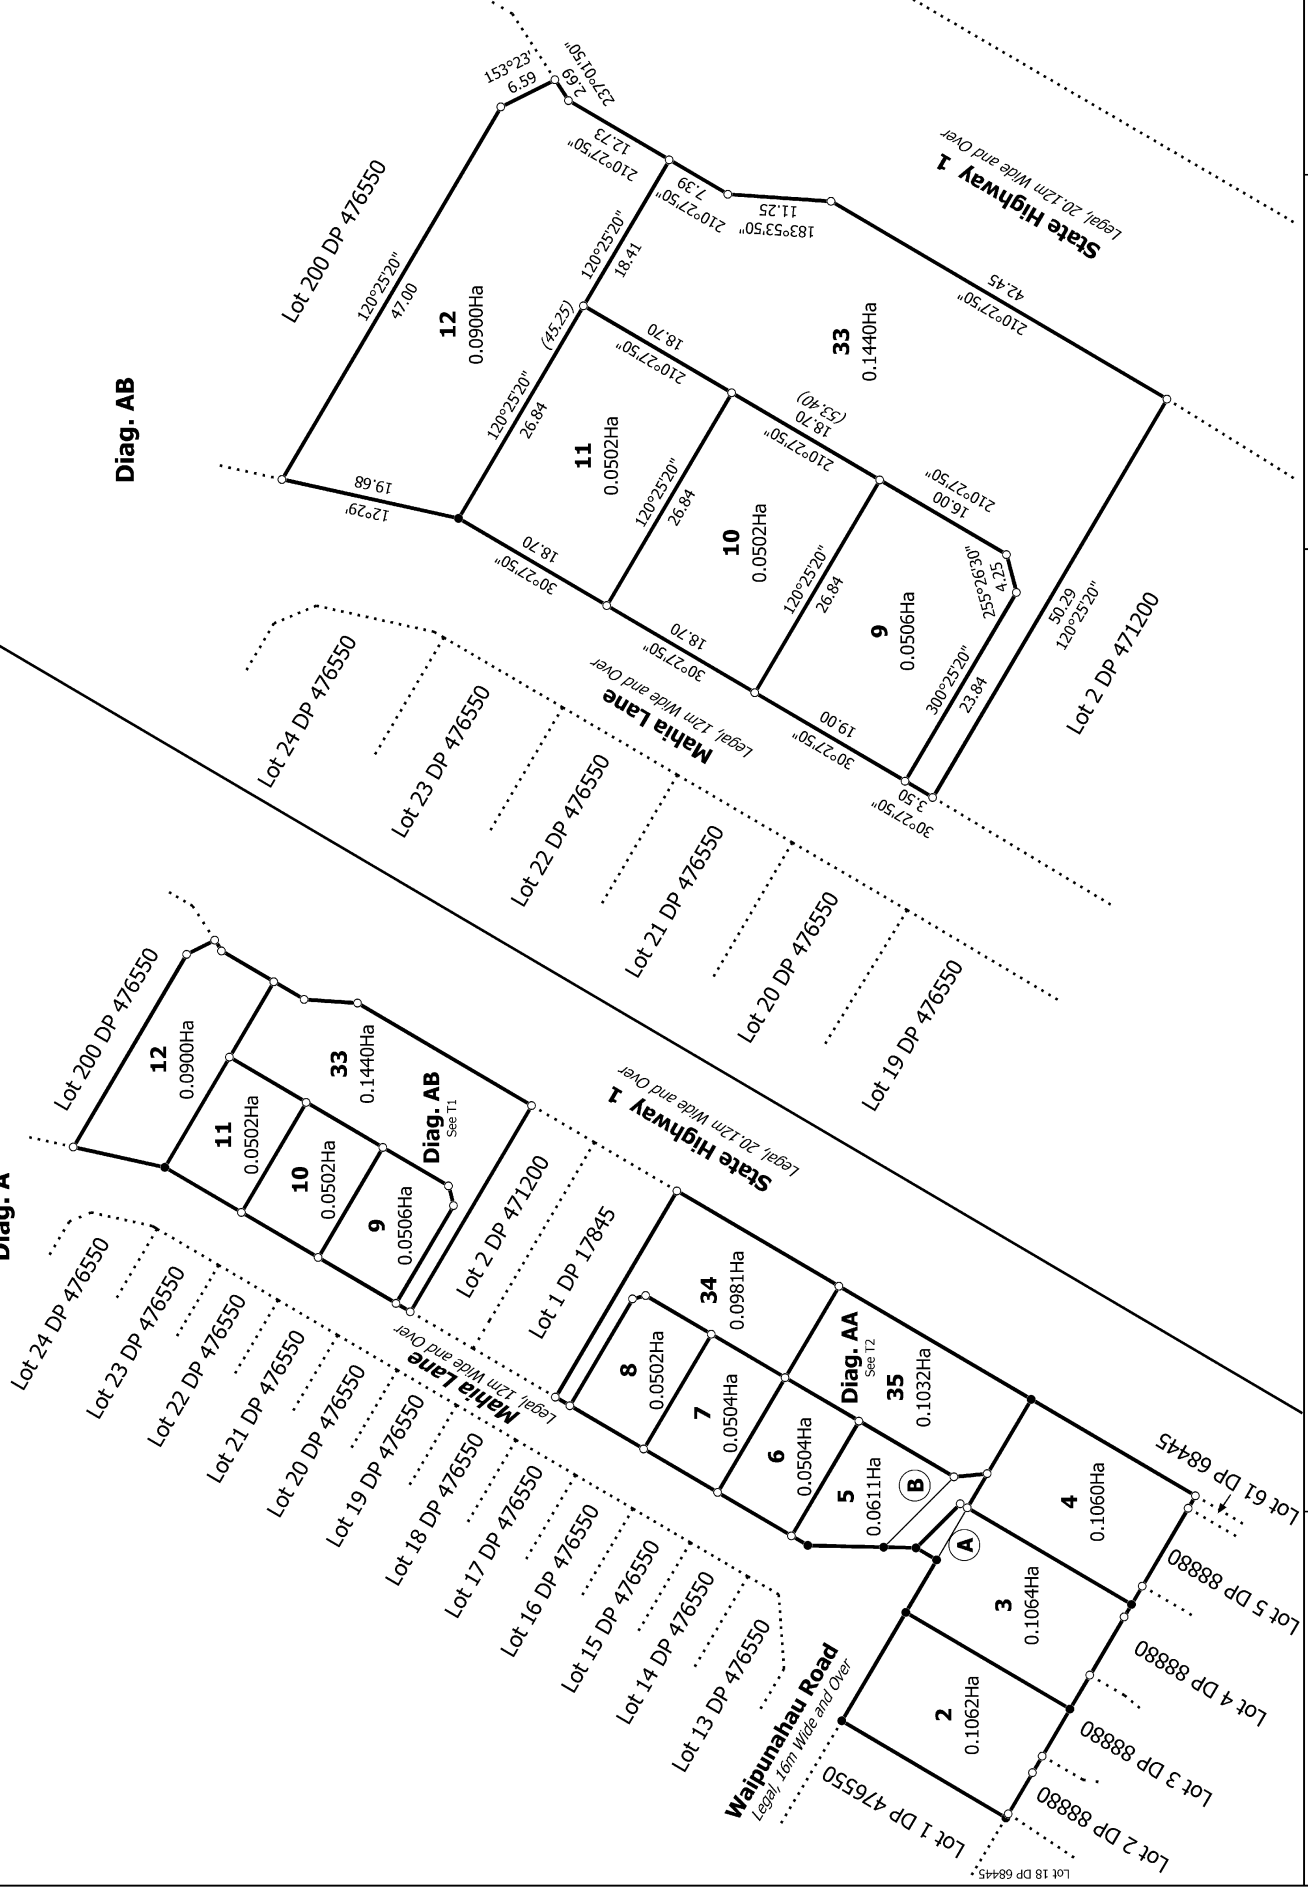 Diag. AB
Lot 200 DP 476550
120°25'20"
47.00
153°23'
6.59
2.69
237°01'50"
12.73
210°27'50"
12
0.0900Ha
19.68
12°29'
120°25'20"
18.41
(45.25)
120°25'20"
26.84
7.39
210°27'50"
11.25
183°53'50"
State Highway 1
Legal, 20.12m Wide and Over
42.45
210°27'50"
33
0.1440Ha
18.70
210°27'50"
11
0.0502Ha
18.70
30°27'50"
120°25'20"
26.84
(53.40)
18.70
210°27'50"
10
0.0502Ha
18.70
30°27'50"
120°25'20"
26.84
16.00
210°27'50"
9
0.0506Ha
255°26'30"
4.25
19.00
30°27'50"
300°25'20"
23.84
3.50
30°27'50"
50.29
120°25'20"
Lot 2 DP 471200
Mahia Lane
Legal, 12m Wide and Over
Lot 24 DP 476550
Lot 23 DP 476550
Lot 22 DP 476550
Lot 21 DP 476550
Lot 20 DP 476550
Lot 19 DP 476550
Diag. A
Lot 200 DP 476550
12
0.0900Ha
11
0.0502Ha
10
0.0502Ha
9
0.0506Ha
33
0.1440Ha
Diag. AB
See T1
Lot 2 DP 471200
Lot 1 DP 17845
State Highway 1
Legal, 20.12m Wide and Over
Mahia Lane
Legal, 12m Wide and Over
Lot 24 DP 476550
Lot 23 DP 476550
Lot 22 DP 476550
Lot 21 DP 476550
Lot 20 DP 476550
Lot 19 DP 476550
Lot 18 DP 476550
Lot 17 DP 476550
Lot 16 DP 476550
Lot 15 DP 476550
Lot 14 DP 476550
Lot 13 DP 476550
34
0.0981Ha
8
0.0502Ha
7
0.0504Ha
6
0.0504Ha
5
0.0611Ha
Diag. AA
See T2
35
0.1032Ha
B
A
4
0.1060Ha
3
0.1064Ha
2
0.1062Ha
Waipunahau Road
Legal, 16m Wide and Over
Lot 1 DP 476550
Lot 61 DP 68445
Lot 5 DP 88880
Lot 4 DP 88880
Lot 3 DP 88880
Lot 2 DP 88880
Lot 18 DP 68445